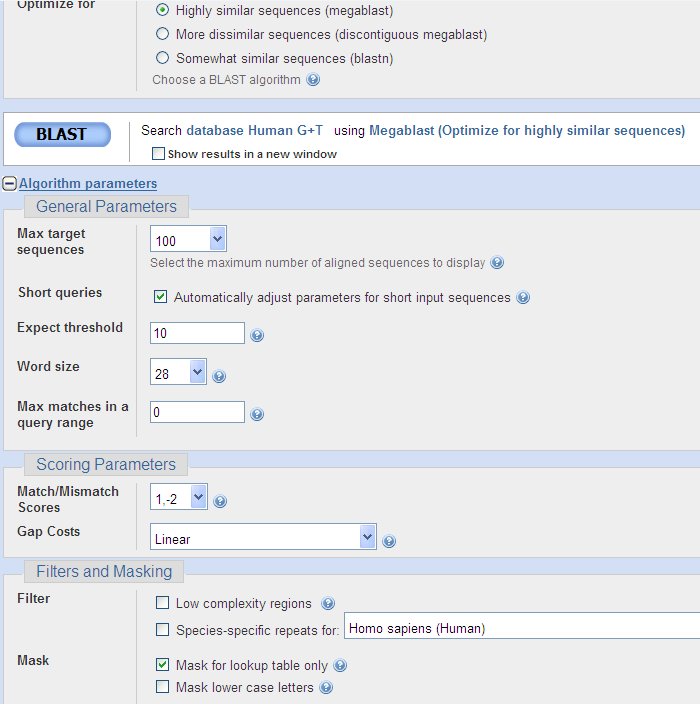 Optimize for
Highly similar sequences (megablast)
More dissimilar sequences (discontiguous megablast)
Somewhat similar sequences (blastn)
Choose a BLAST algorithm
BLAST
Search database Human G+T using Megablast (Optimize for highly similar sequences)
Show results in a new window
Algorithm parameters
General Parameters
Max target
sequences
100
Select the maximum number of aligned sequences to display
Short queries
Automatically adjust parameters for short input sequences
Expect threshold
10
Word size
28
Max matches in a
query range
0
Scoring Parameters
Match/Mismatch
Scores
1,-2
Gap Costs
Linear
Filters and Masking
Filter
Low complexity regions
Species-specific repeats for:
Homo sapiens (Human)
Mask
Mask for lookup table only
Mask lower case letters